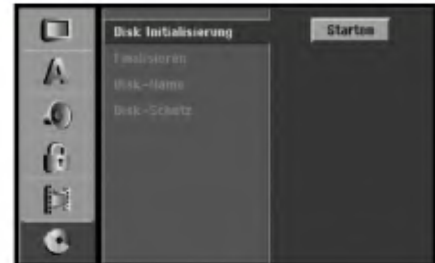 Disk Initialisierung
Starten
Finalisieren
Disk-Name
Disk-Schutz
A